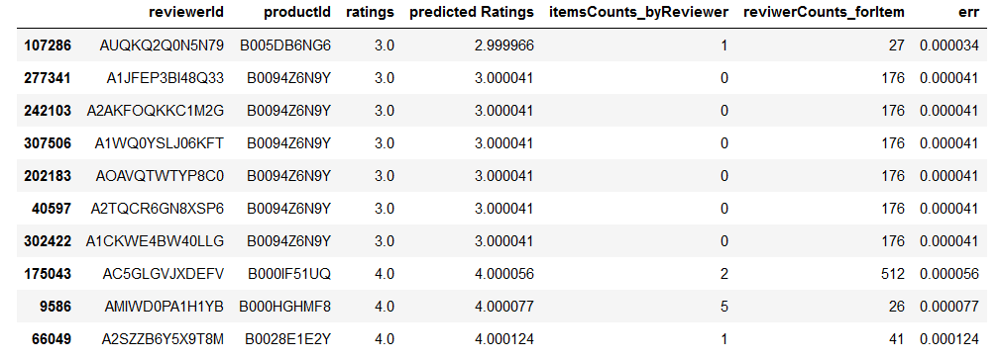 reviewerId productId ratings predicted Ratings itemsCounts_byReviewer reviwerCounts_forItem err
107286 AUQKQ2Q0N5N79 B005DB6NG6 3.0 2.999966 1 27 0.000034
277341 A1JFEP3BI48Q33 B0094Z6N9Y 3.0 3.000041 0 176 0.000041
242103 A2AKFOQKKC1M2G B0094Z6N9Y 3.0 3.000041 0 176 0.000041
307506 A1WQ0YSLJ06KFT B0094Z6N9Y 3.0 3.000041 0 176 0.000041
202183 AOAVQTWTYP8C0 B0094Z6N9Y 3.0 3.000041 0 176 0.000041
40597 A2TQCR6GN8XSP6 B0094Z6N9Y 3.0 3.000041 0 176 0.000041
302422 A1CKWE4BW40LLG B0094Z6N9Y 3.0 3.000041 0 176 0.000041
175043 AC5GLGVJXDEFV B000IF51UQ 4.0 4.000056 2 512 0.000056
9586 AMIWD0PA1H1YB B000HGHMF8 4.0 4.000077 5 26 0.000077
66049 A2SZZB6Y5X9T8M B0028E1E2Y 4.0 4.000124 1 41 0.000124